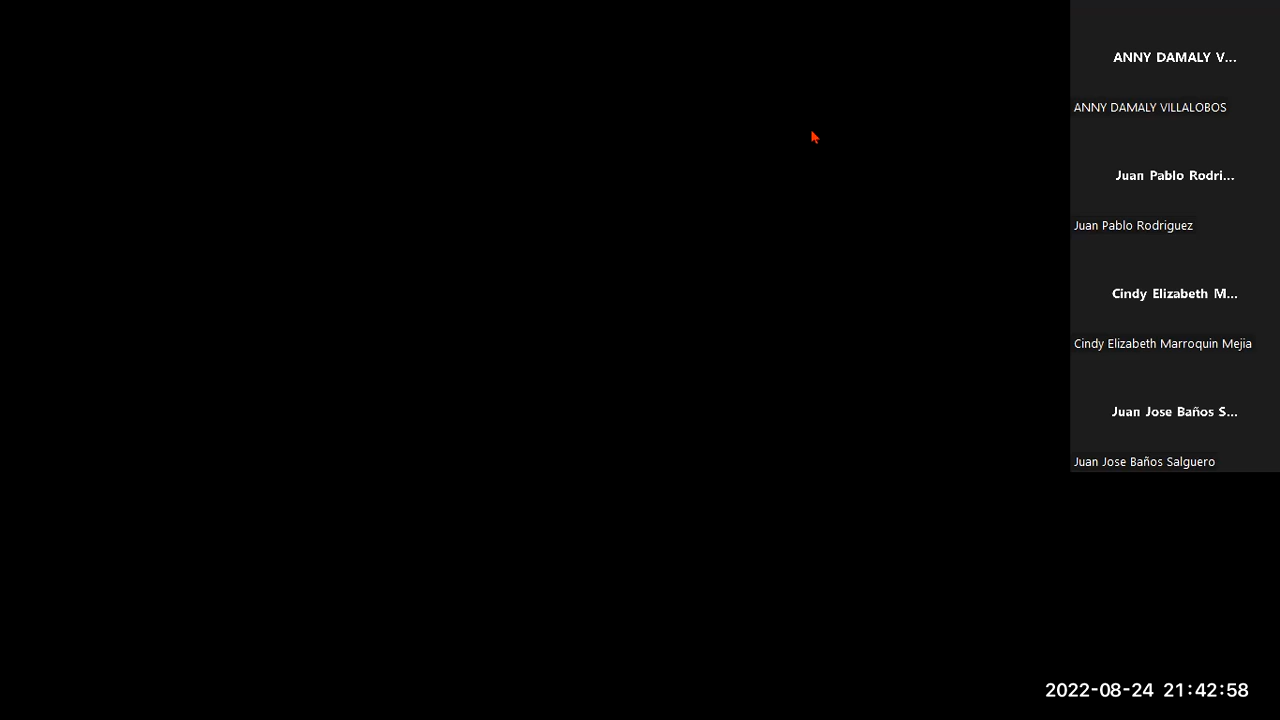 ANNY DAMALY V...
ANNY DAMALY VILLALOBOS
Juan Pablo Rodri...
Juan Pablo Rodriguez
Cindy Elizabeth M...
Cindy Elizabeth Marroquin Mejia
Juan Jose Baños S...
Juan Jose Baños Salguero
2022-08-24 21:42:58